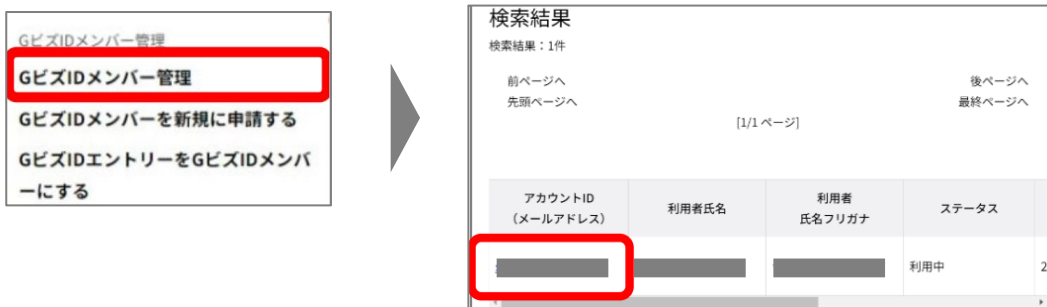 GビズIDメンバー管理
GビズIDメンバー管理
GビズIDメンバーを新規に申請する
GビズIDエントリーをGビズIDメンバ
ーにする
検索結果
検索結果：1件
前ページへ
後ページへ
先頭ページへ
最終ページへ
[1/1 ページ]
アカウントID
（メールアドレス）
利用者氏名
利用者
氏名フリガナ
ステータス
利用中
2